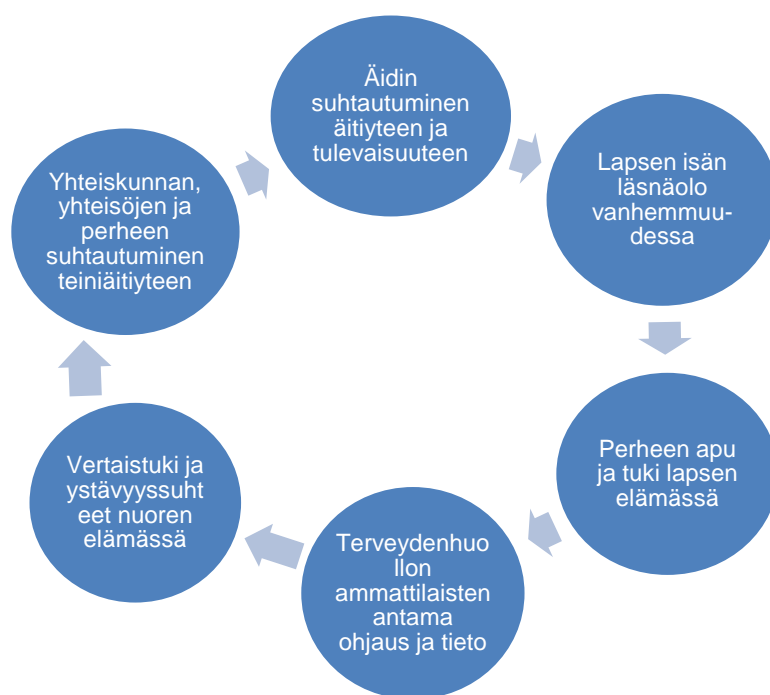 Äidin
suhtautuminen
äitiyteen ja
tulevaisuuteen
Lapsen isän
läsnäolo
vanhemmuu-
dessa
Perheen apu
ja tuki lapsen
elämässä
Terveydenhuo
llon
ammattilaisten
antama
ohjaus ja tieto
Vertaistuki ja
ystävyyssuht
eet nuoren
elämässä
Yhteiskunnan,
yhteisöjen ja
perheen
suhtautuminen
teiniäitiyteen